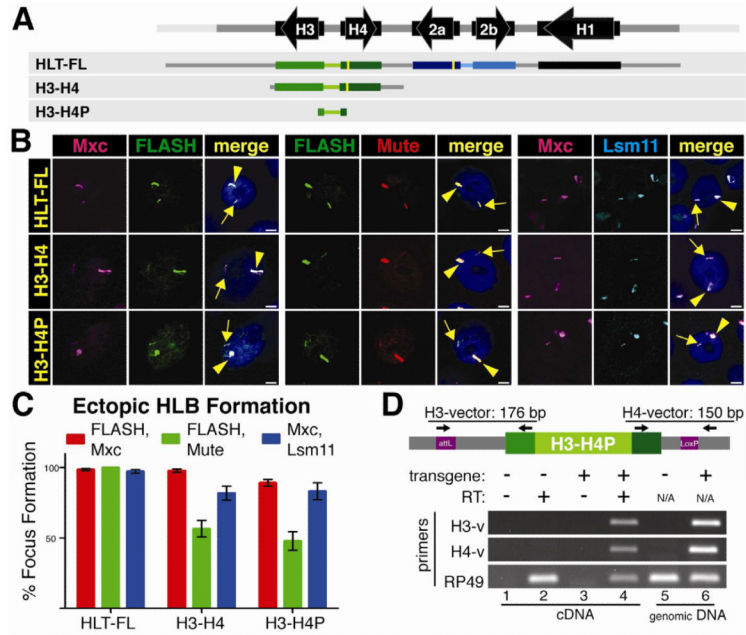 A
H3 H4 2a 2b H1
HLT-FL
H3-H4
H3-H4P
B
Mxc FLASH merge FLASH Mute merge Mxc Lsm11 merge
HLT-FL
H3-H4
H3-H4P
C
Ectopic HLB Formation
FLASH, Mxc
FLASH, Mute
Mxc, Lsm11
% Focus Formation
100
50
HLT-FL H3-H4 H3-H4P
D
H3-vector: 176 bp H4-vector: 150 bp
attL H3-H4P LoxP
transgene: - - + + - +
RT: - + - + N/A N/A
primers
H3-v
H4-v
RP49
1 2 3 4 5 6
cDNA genomic DNA